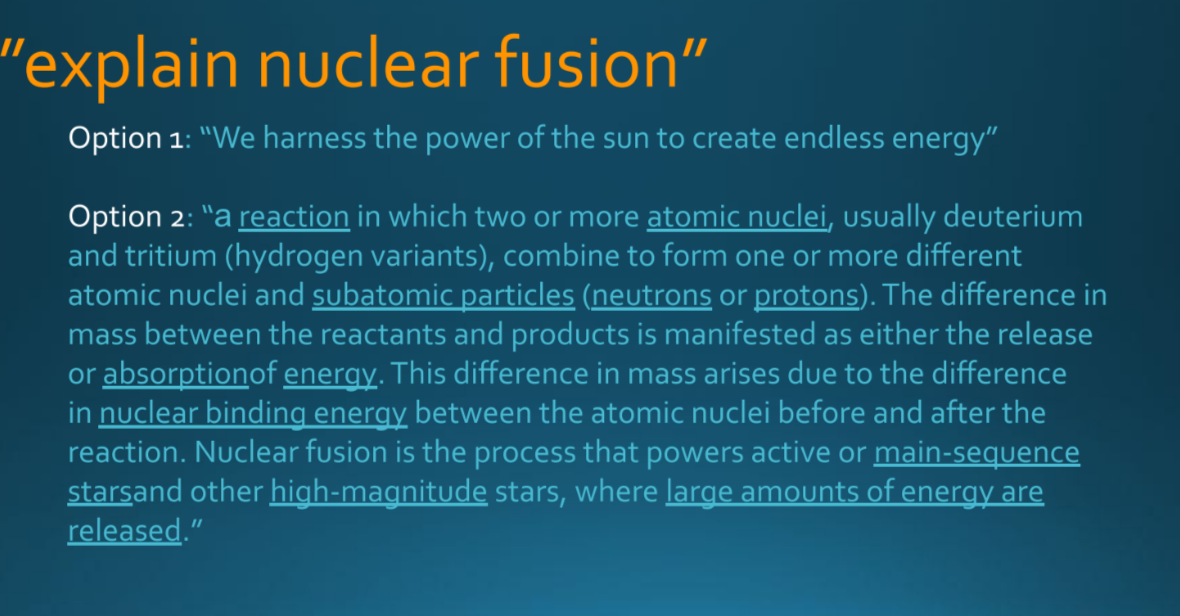 ”explain nuclear fusion”
Option 1: “We harness the power of the sun to create endless energy”
Option 2: “a reaction in which two or more atomic nuclei, usually deuterium
and tritium (hydrogen variants), combine to form one or more different
atomic nuclei and subatomic particles (neutrons or protons). The difference in
mass between the reactants and products is manifested as either the release
or absorptionof energy. This difference in mass arises due to the difference
in nuclear binding energy between the atomic nuclei before and after the
reaction. Nuclear fusion is the process that powers active or main-sequence
starsand other high-magnitude stars, where large amounts of energy are
released.”